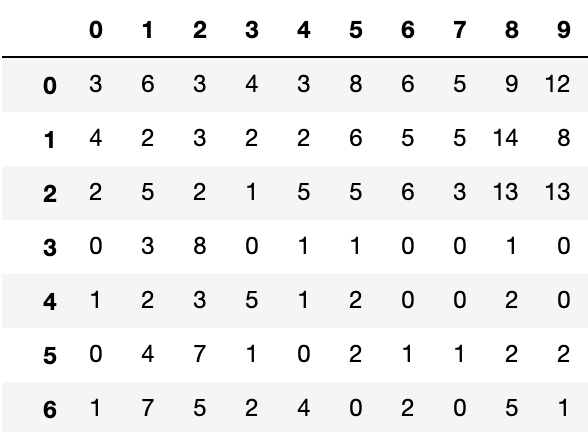 0 1 2 3 4 5 6 7 8 9
0 3 6 3 4 3 8 6 5 9 12
1 4 2 3 2 2 6 5 5 14 8
2 2 5 2 1 5 5 6 3 13 13
3 0 3 8 0 1 1 0 0 1 0
4 1 2 3 5 1 2 0 0 2 0
5 0 4 7 1 0 2 1 1 2 2
6 1 7 5 2 4 0 2 0 5 1